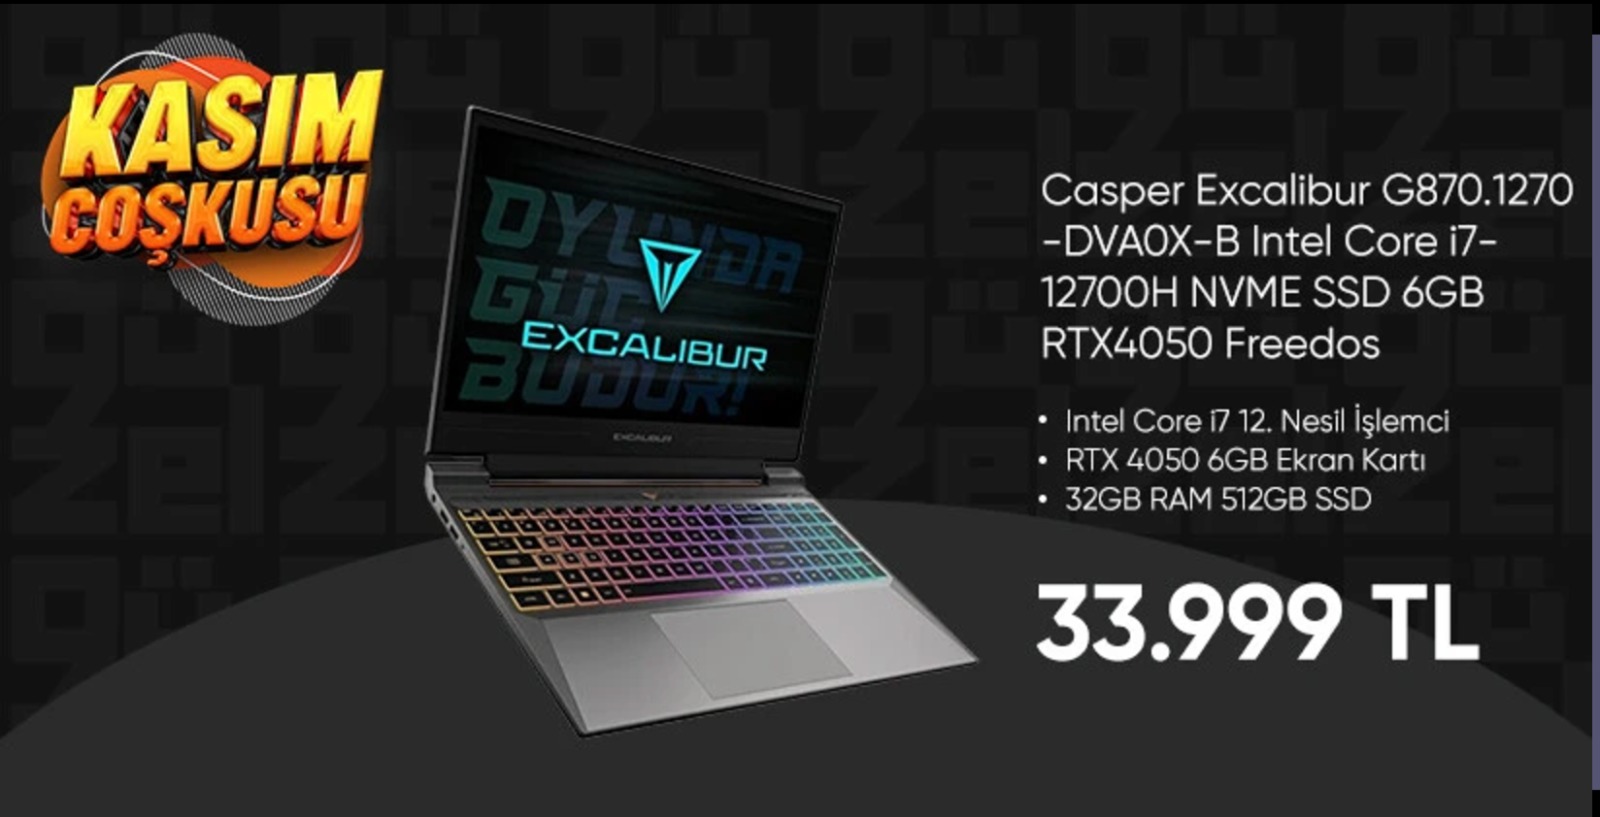 KASIM
COŞKUSU
OYUNDA
GÜÇ
BUDUR!
EXCALIBUR
EXCALIBUR
Casper Excalibur G870.1270
-DVA0X-B Intel Core i7-
12700H NVME SSD 6GB
RTX4050 Freedos
• Intel Core i7 12. Nesil İşlemci
• RTX 4050 6GB Ekran Kartı
• 32GB RAM 512GB SSD
33.999 TL